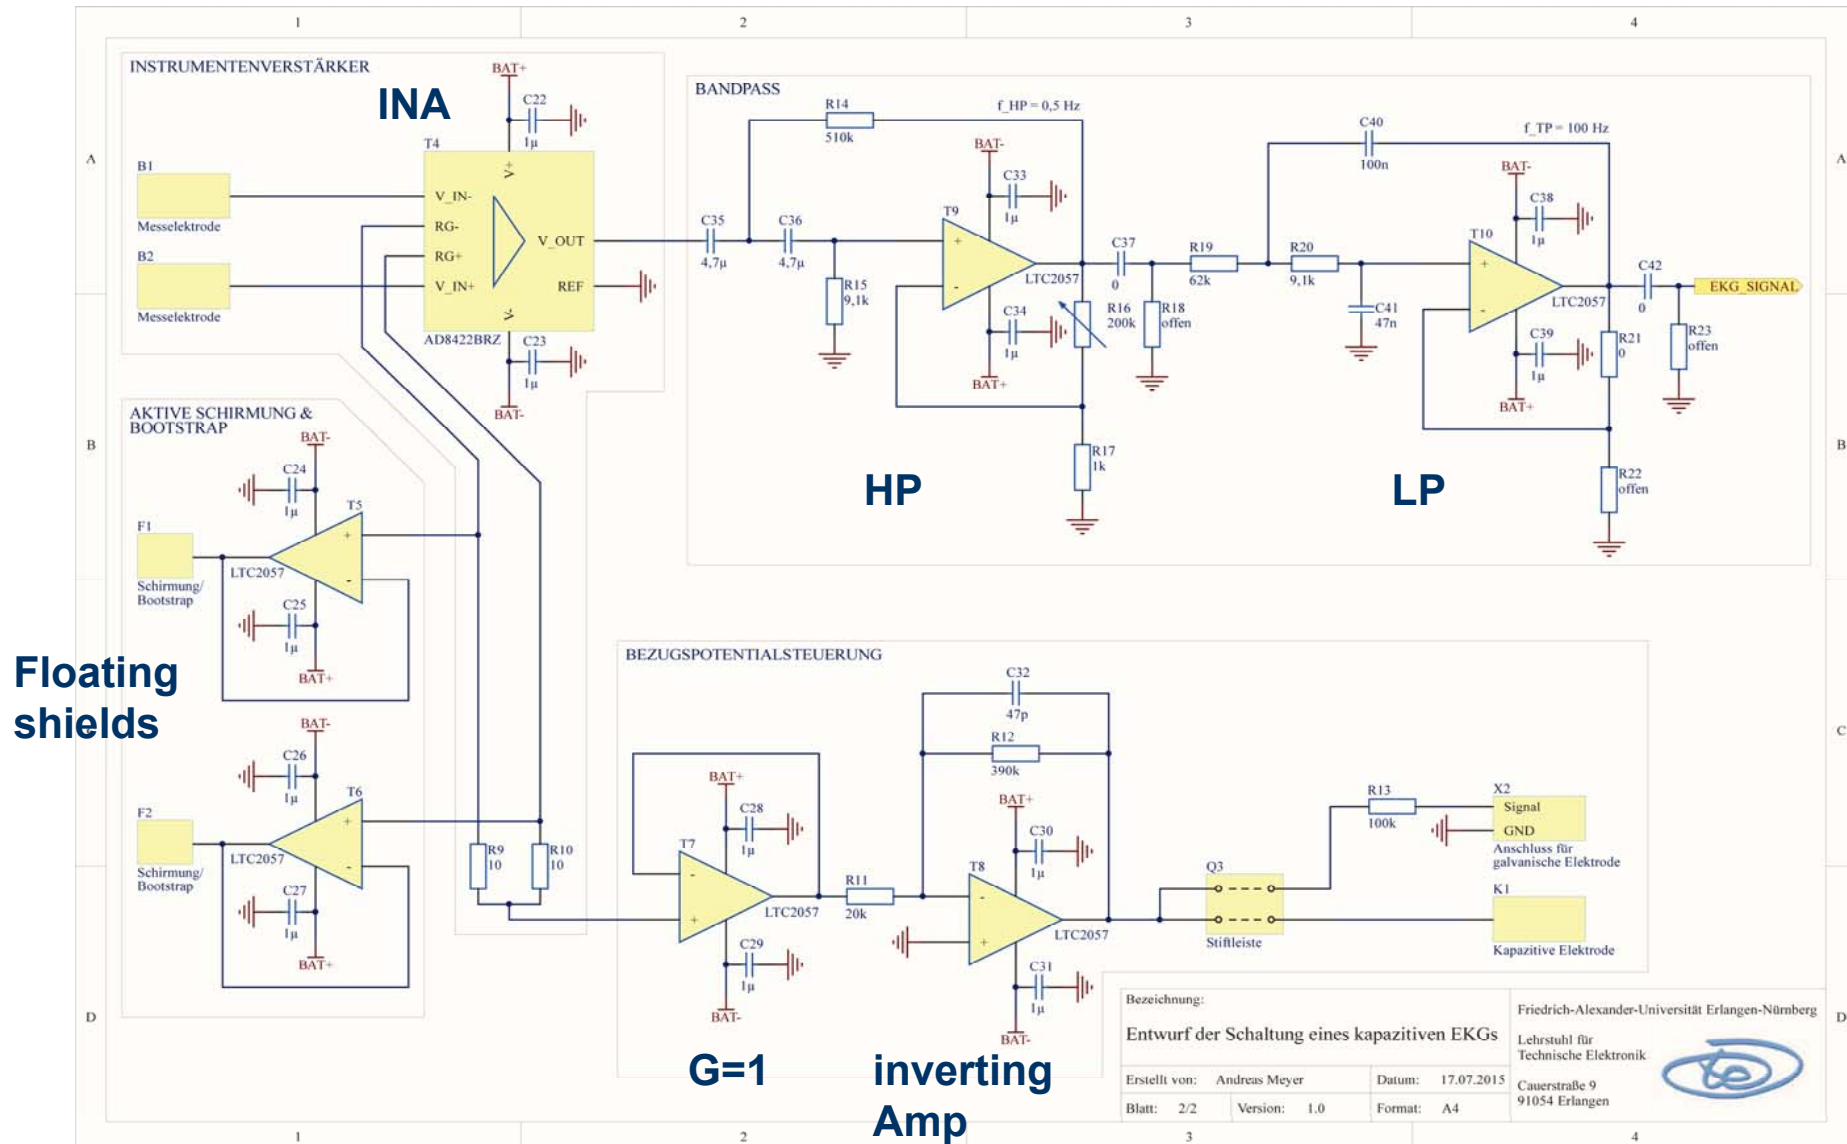 1 2 3 4
INSTRUMENTENVERSTÄRKER
INA
BAT+
C22
1µ
T4
V+
A
B1
Messelektrode
V_IN-
RG-
RG+
V_IN+
V_OUT
REF
V-
B2
Messelektrode
AD8422BRZ
C23
1µ
BAT-
BANDPASS
R14
510k
f_HP = 0,5 Hz
C35
4,7µ
C36
4,7µ
R15
9,1k
BAT-
C33
1µ
T9
+
-
LTC2057
C34
1µ
BAT+
R16
200k
R17
1k
C37
0
R18
offen
R19
62k
R20
9,1k
C40
100n
f_TP = 100 Hz
C41
47n
BAT-
C38
1µ
T10
+
-
LTC2057
C39
1µ
BAT+
R21
0
R22
offen
C42
0
R23
offen
EKG_SIGNAL
A
HP
LP
B
B
AKTIVE SCHIRMUNG &
BOOTSTRAP
BAT-
C24
1µ
T5
+
-
F1
Schirmung/
Bootstrap
LTC2057
C25
1µ
BAT+
Floating
shields
BAT-
C26
1µ
T6
+
-
F2
Schirmung/
Bootstrap
LTC2057
C27
1µ
BAT+
R9
10
R10
10
C
BEZUGSPOTENTIALSTEUERUNG
BAT+
C28
1µ
T7
-
+
LTC2057
C29
1µ
BAT-
R11
20k
C32
47p
R12
390k
BAT+
C30
1µ
T8
-
+
LTC2057
C31
1µ
BAT-
Q3
Stiftleiste
R13
100k
X2
Signal
GND
Anschluss für
galvanische Elektrode
K1
Kapazitive Elektrode
G=1
inverting
Amp
D
D
Bezeichnung:
Entwurf der Schaltung eines kapazitiven EKGs
Erstellt von: Andreas Meyer Datum: 17.07.2015
Blatt: 2/2 Version: 1.0 Format: A4
Friedrich-Alexander-Universität Erlangen-Nürnberg
Lehrstuhl für
Technische Elektronik
Cauerstraße 9
91054 Erlangen
te
1 2 3 4